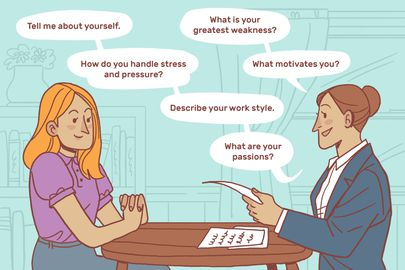 Tell me about yourself.
What is your
greatest weakness?
How do you handle stress
and pressure?
What motivates you?
Describe your work style.
What are your
passions?